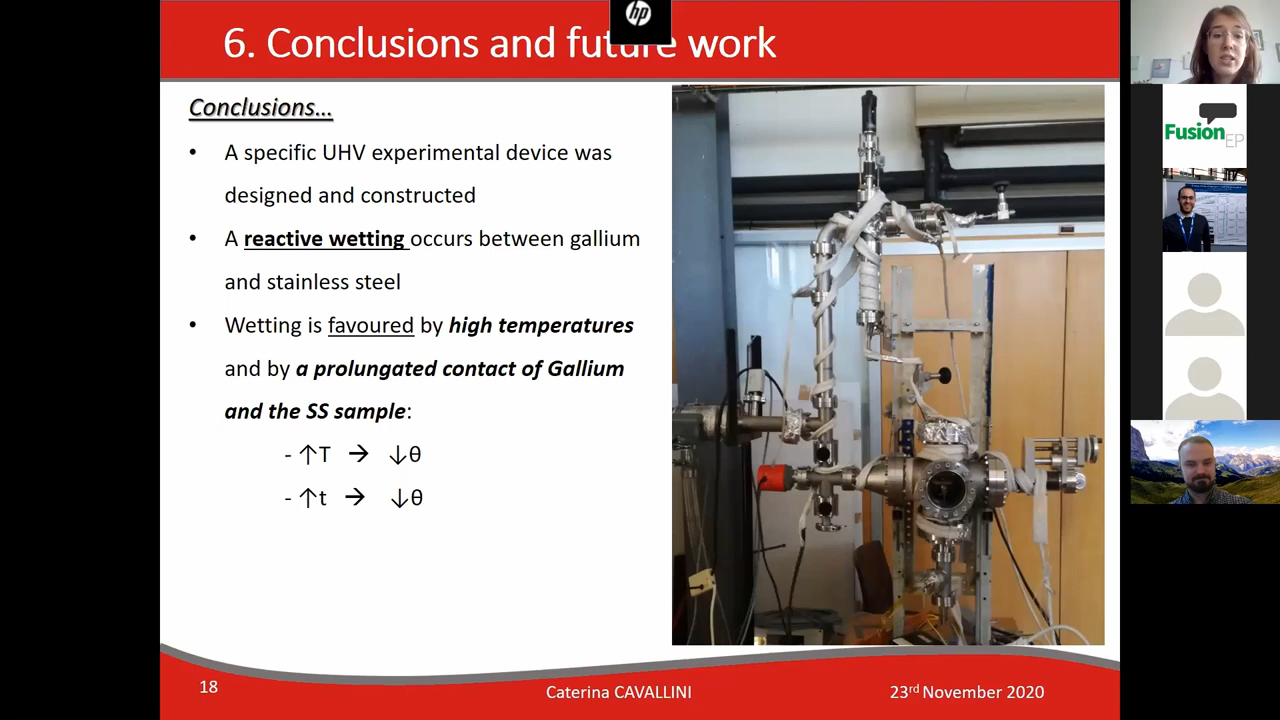 hp
6. Conclusions and future work
Conclusions...
• A specific UHV experimental device was
designed and constructed
• A reactive wetting occurs between gallium
and stainless steel
• Wetting is favoured by high temperatures
and by a prolungated contact of Gallium
and the SS sample:
- ↑T → ↓θ
- ↑t → ↓θ
18
Caterina CAVALLINI
23rd November 2020
FusionEP